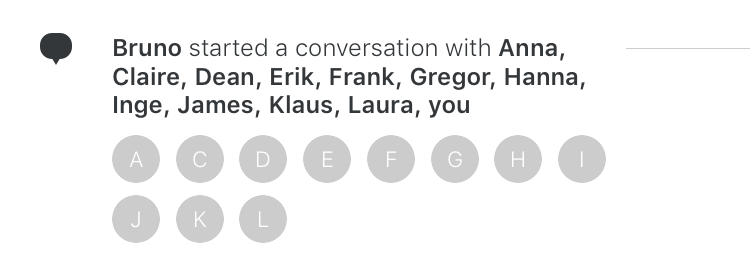 Bruno started a conversation with Anna,
Claire, Dean, Erik, Frank, Gregor, Hanna,
Inge, James, Klaus, Laura, you
A C D E F G H I
J K L